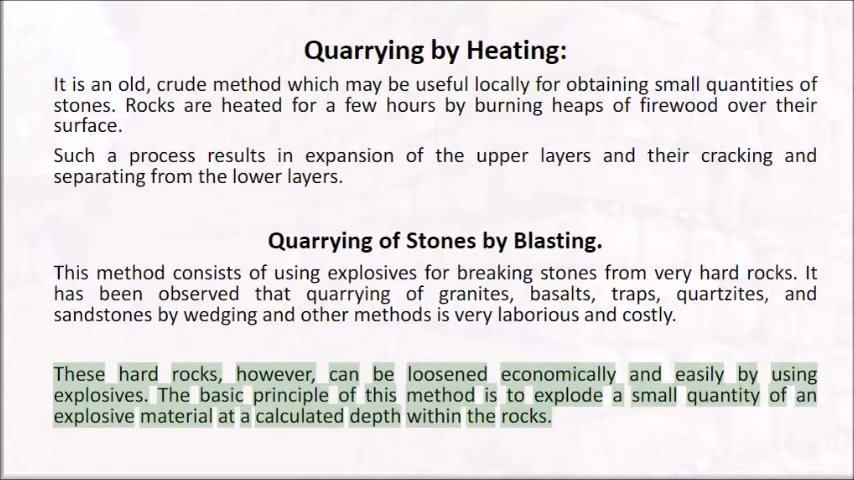 Quarrying by Heating:
It is an old, crude method which may be useful locally for obtaining small quantities of
stones. Rocks are heated for a few hours by burning heaps of firewood over their
surface.
Such a process results in expansion of the upper layers and their cracking and
separating from the lower layers.
Quarrying of Stones by Blasting.
This method consists of using explosives for breaking stones from very hard rocks. It
has been observed that quarrying of granites, basalts, traps, quartzites, and
sandstones by wedging and other methods is very laborious and costly.
These hard rocks, however, can be loosened economically and easily by using
explosives. The basic principle of this method is to explode a small quantity of an
explosive material at a calculated depth within the rocks.